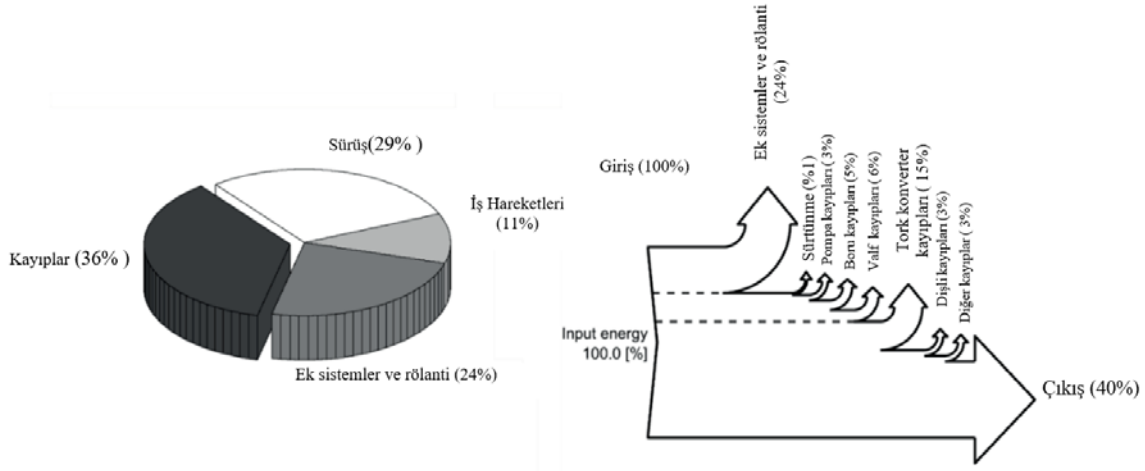 Sürüş(29% )
İş Hareketleri
(11%)
Kayıplar (36% )
Ek sistemler ve rölanti (24%)
Giriş (100%)
Ek sistemler ve rölanti
(24%)
Sürtünme (%1)
Pompa kayıpları ( 3%)
Boru kayıpları (5%)
Valf kayıpları ( 6%)
Tork konverter
kayıpları ( 15%)
Dişli kayıpları (3%)
Diğer kayıplar ( 3%)
Input energy
100.0 [%]
Çıkış (40%)